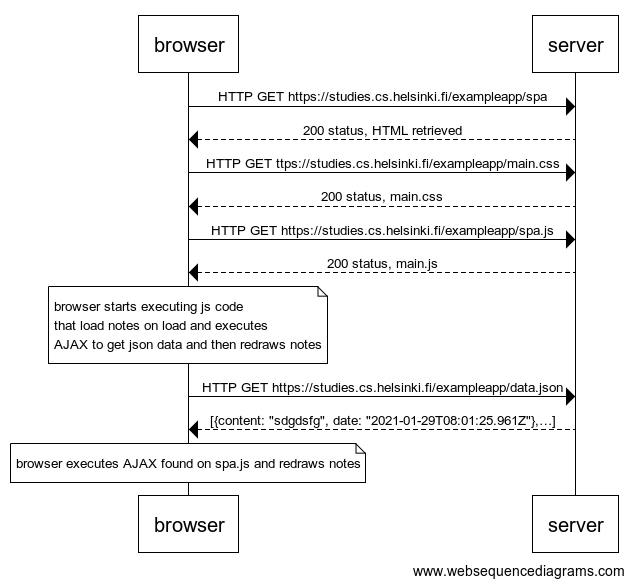 browser
server
HTTP GET https://studies.cs.helsinki.fi/exampleapp/spa
200 status, HTML retrieved
HTTP GET ttps://studies.cs.helsinki.fi/exampleapp/main.css
200 status, main.css
HTTP GET https://studies.cs.helsinki.fi/exampleapp/spa.js
200 status, main.js
browser starts executing js code
that load notes on load and executes
AJAX to get json data and then redraws notes
HTTP GET https://studies.cs.helsinki.fi/exampleapp/data.json
[{content: "sdgdsfg", date: "2021-01-29T08:01:25.961Z"},…]
browser executes AJAX found on spa.js and redraws notes
browser
server
www.websequencediagrams.com